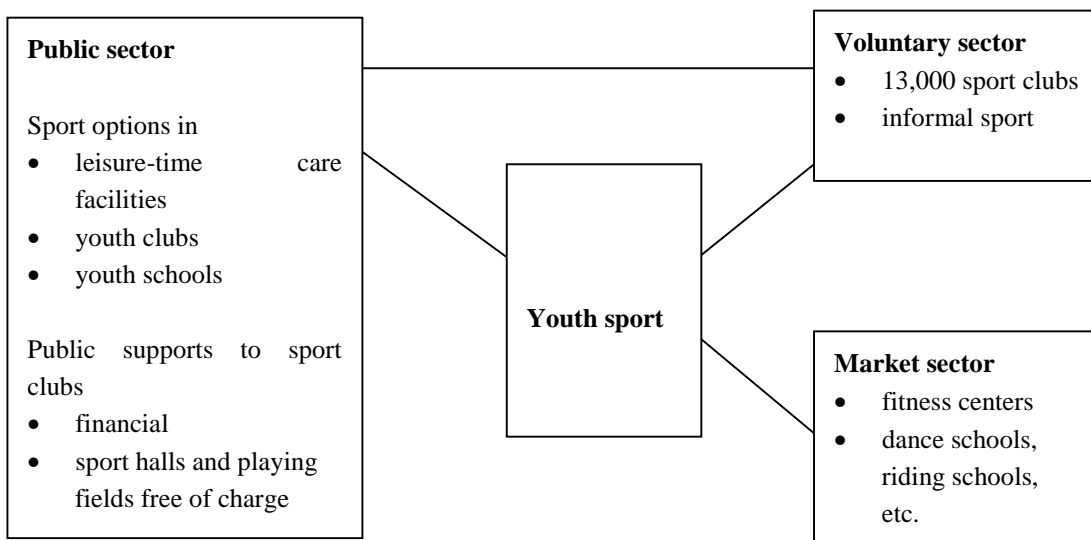 Public sector
Sport options in
• leisure-time care
facilities
• youth clubs
• youth schools
Public supports to sport
clubs
• financial
• sport halls and playing
fields free of charge
Youth sport
Voluntary sector
• 13,000 sport clubs
• informal sport
Market sector
• fitness centers
• dance schools,
riding schools,
etc.